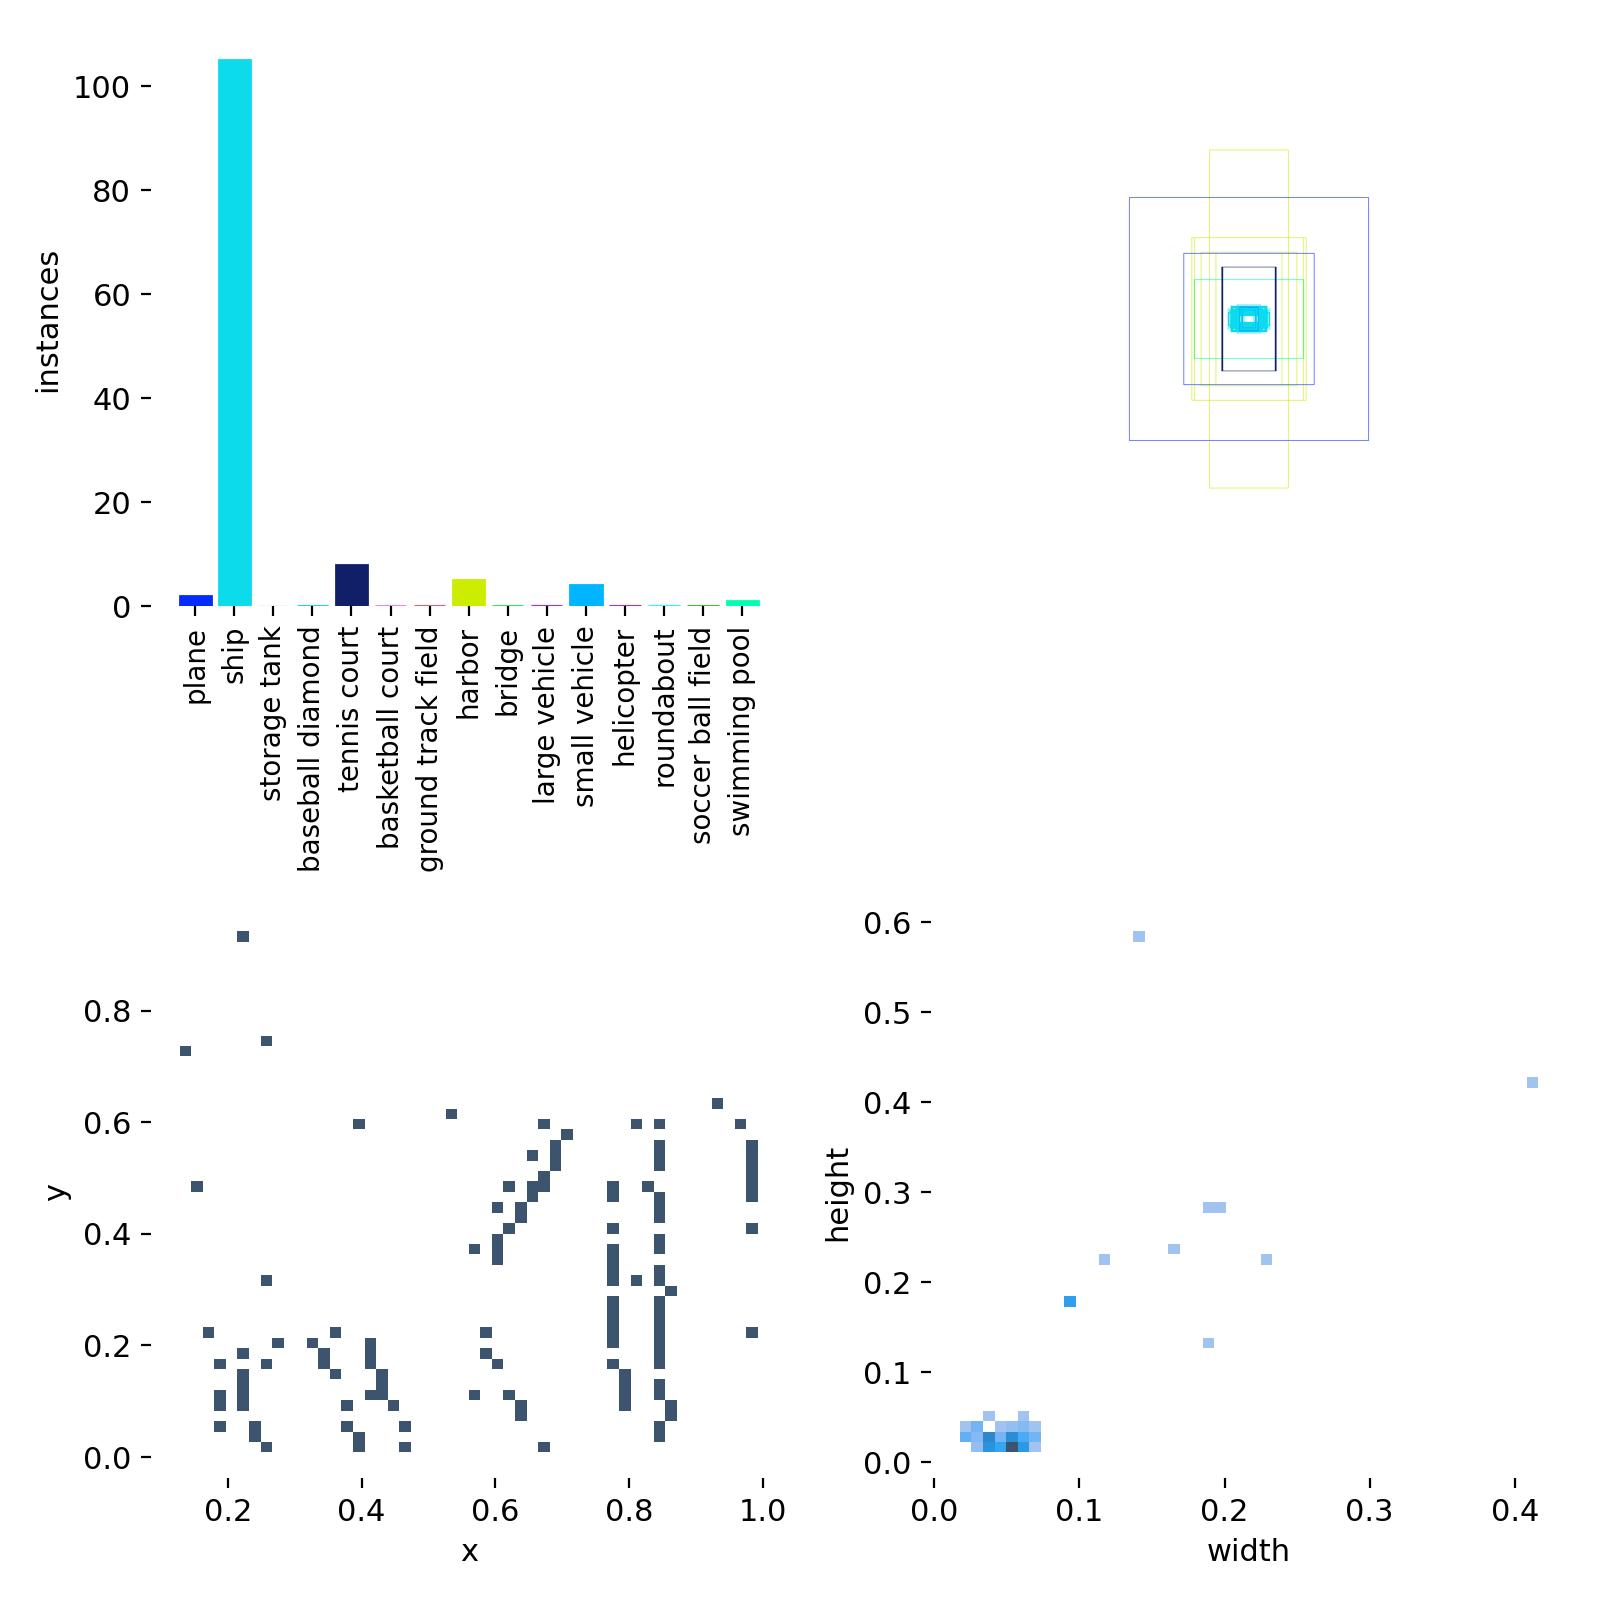 100
80
60
40
20
0
instances
plane
ship
storage tank
baseball diamond
tennis court
basketball court
ground track field
harbor
bridge
large vehicle
small vehicle
helicopter
roundabout
soccer ball field
swimming pool
0.8
0.6
0.4
0.2
0.0
y
0.2 0.4 0.6 0.8 1.0
x
0.6
0.5
0.4
0.3
0.2
0.1
0.0
height
0.0 0.1 0.2 0.3 0.4
width